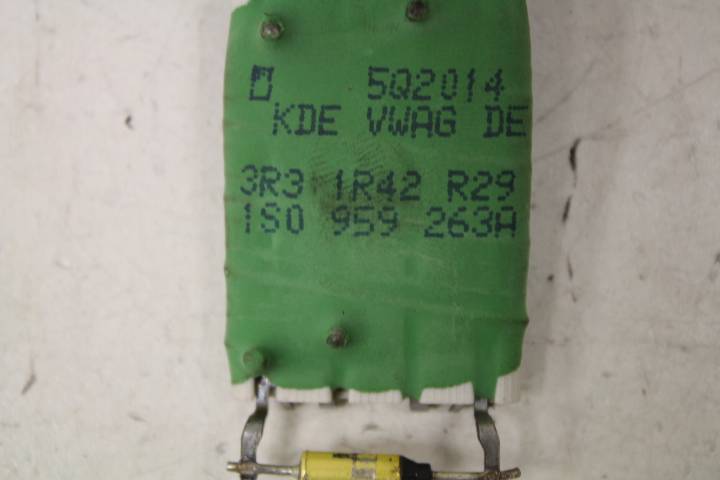 5Q2014
KDE VWAG DE
3R3 1R42 R29
1S0 959 263A